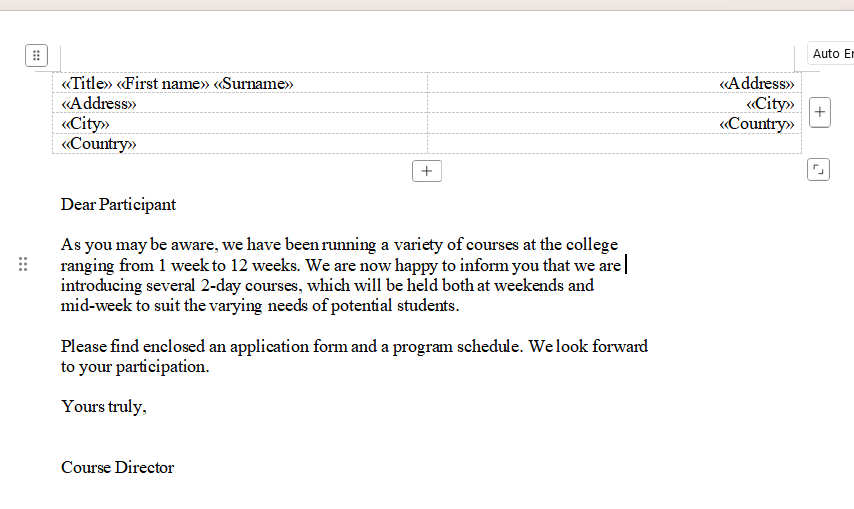 Auto
«Title» «First name» «Surname» «Address»
«Address» «City»
«City» «Country»
«Country»
Dear Participant
As you may be aware, we have been running a variety of courses at the college
ranging from 1 week to 12 weeks. We are now happy to inform you that we are
introducing several 2-day courses, which will be held both at weekends and
mid-week to suit the varying needs of potential students.
Please find enclosed an application form and a program schedule. We look forward
to your participation.
Yours truly,
Course Director